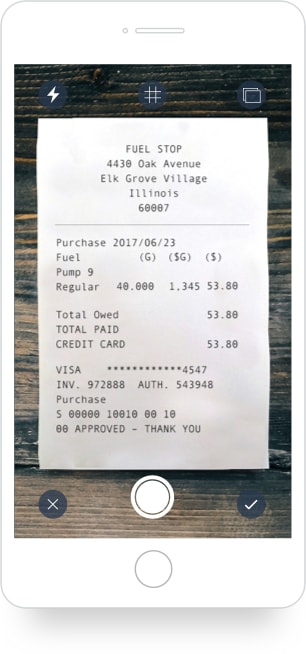 FUEL STOP
4430 Oak Avenue
Elk Grove Village
Illinois
60007
Purchase 2017/06/23
Fuel (G) ($G) ($)
Pump 9
Regular 40.000 1,345 53.80
Total Owed 53.80
TOTAL PAID
CREDIT CARD 53.80
VISA ************4547
INV. 972888 AUTH. 543948
Purchase
S 00000 10010 00 10
00 APPROVED – THANK YOU